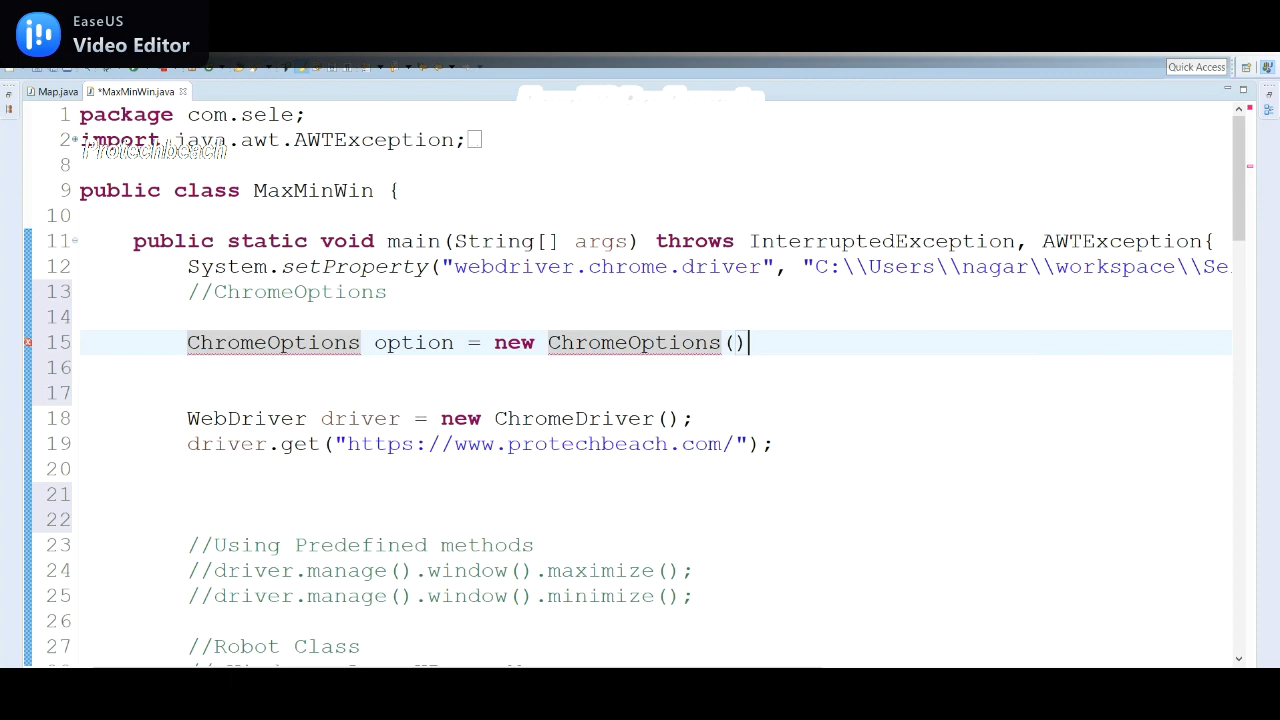 EaseUS
Video Editor
Quick Access
Map.java
*MaxMinWin.java
1 package com.sele;
2 import java.awt.AWTException;
Protechbeach
8
9 public class MaxMinWin {
10
11 public static void main(String[] args) throws InterruptedException, AWTException{
12 System.setProperty("webdriver.chrome.driver", "C:\\Users\\nagar\\workspace\\Se
13 //ChromeOptions
14
15 ChromeOptions option = new ChromeOptions()
16
17
18 WebDriver driver = new ChromeDriver();
19 driver.get("https://www.protechbeach.com/");
20
21
22
23 //Using Predefined methods
24 //driver.manage().window().maximize();
25 //driver.manage().window().minimize();
26
27 //Robot Class